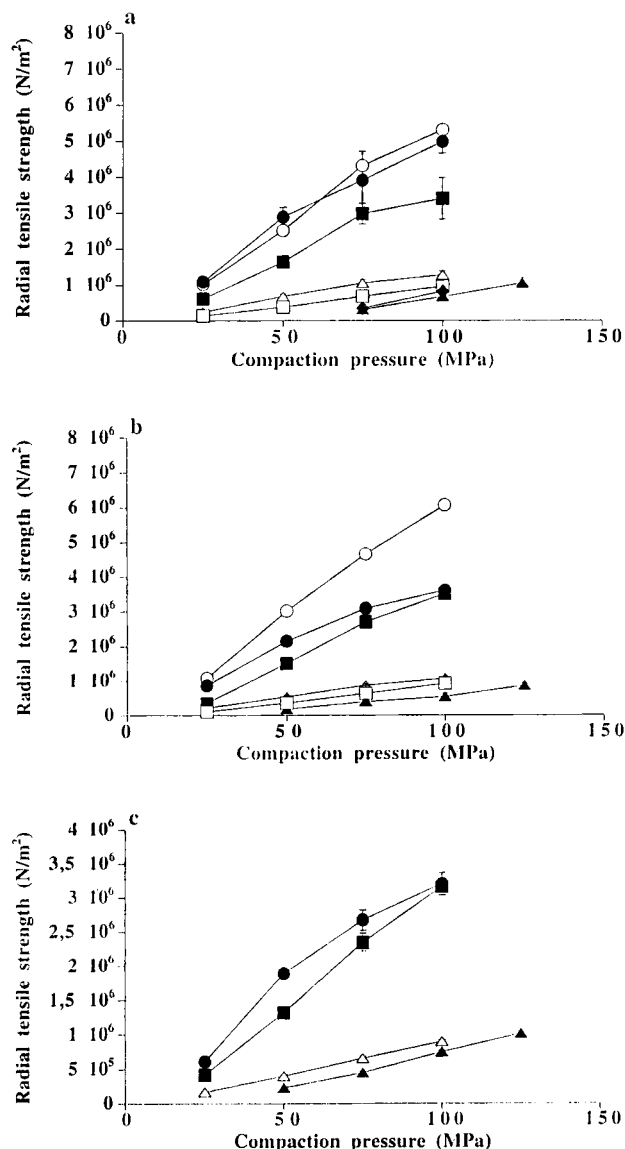 a
Radial tensile strength (N/m²)
8 10⁶
7 10⁶
6 10⁶
5 10⁶
4 10⁶
3 10⁶
2 10⁶
1 10⁶
0
0 50 100 150
Compaction pressure (MPa)
b
Radial tensile strength (N/m²)
8 10⁶
7 10⁶
6 10⁶
5 10⁶
4 10⁶
3 10⁶
2 10⁶
1 10⁶
0
0 50 100 150
Compaction pressure (MPa)
c
Radial tensile strength (N/m²)
4 10⁶
3,5 10⁶
3 10⁶
2,5 10⁶
2 10⁶
1,5 10⁶
1 10⁶
5 10⁵
0
0 50 100 150
Compaction pressure (MPa)